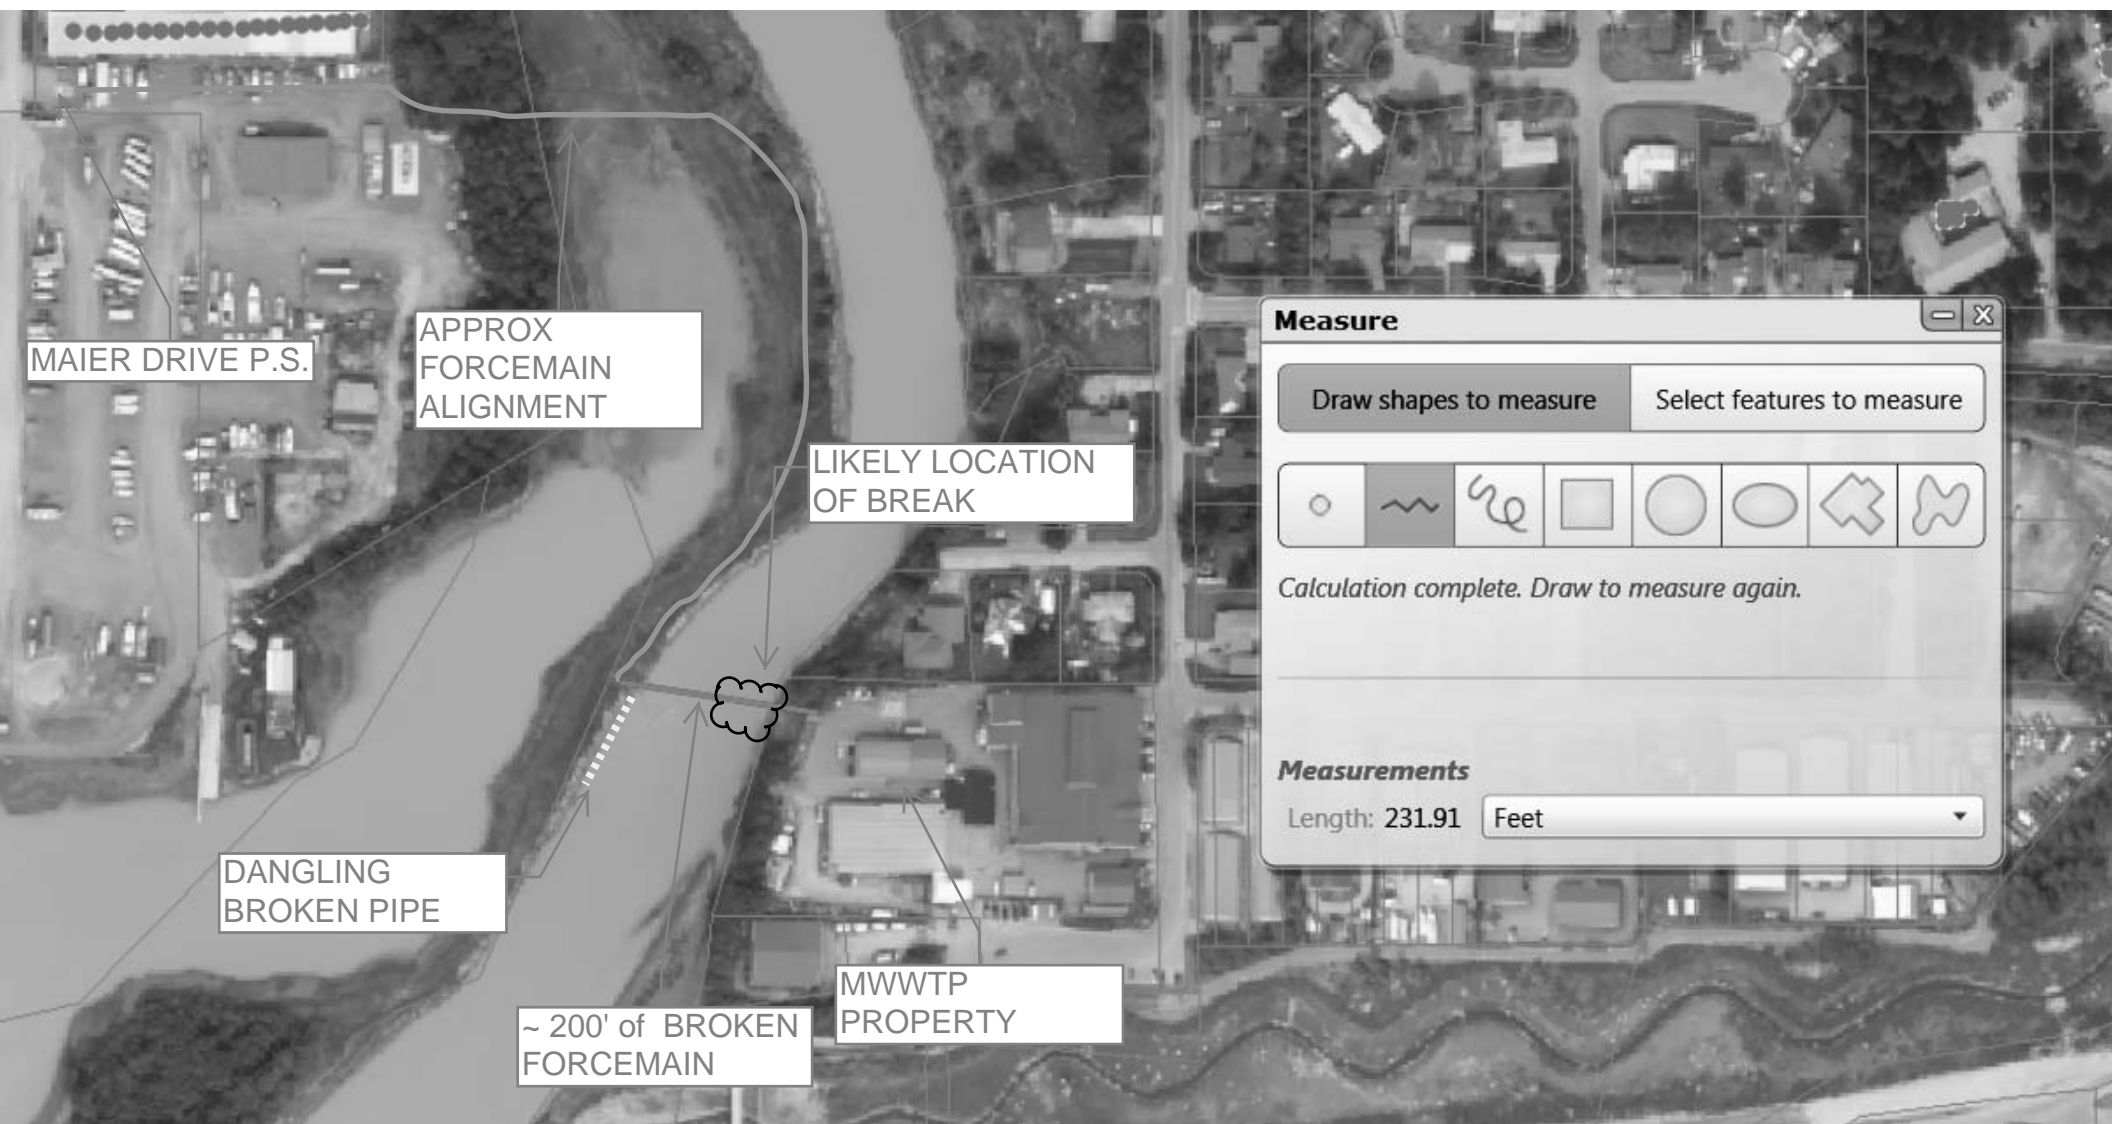 MAIER DRIVE P.S.
APPROX
FORCEMAIN
ALIGNMENT
LIKELY LOCATION
OF BREAK
DANGLING
BROKEN PIPE
~ 200' of BROKEN
FORCEMAIN
MWWTP
PROPERTY
Measure
Draw shapes to measure
Select features to measure
Calculation complete. Draw to measure again.
Measurements
Length: 231.91 Feet